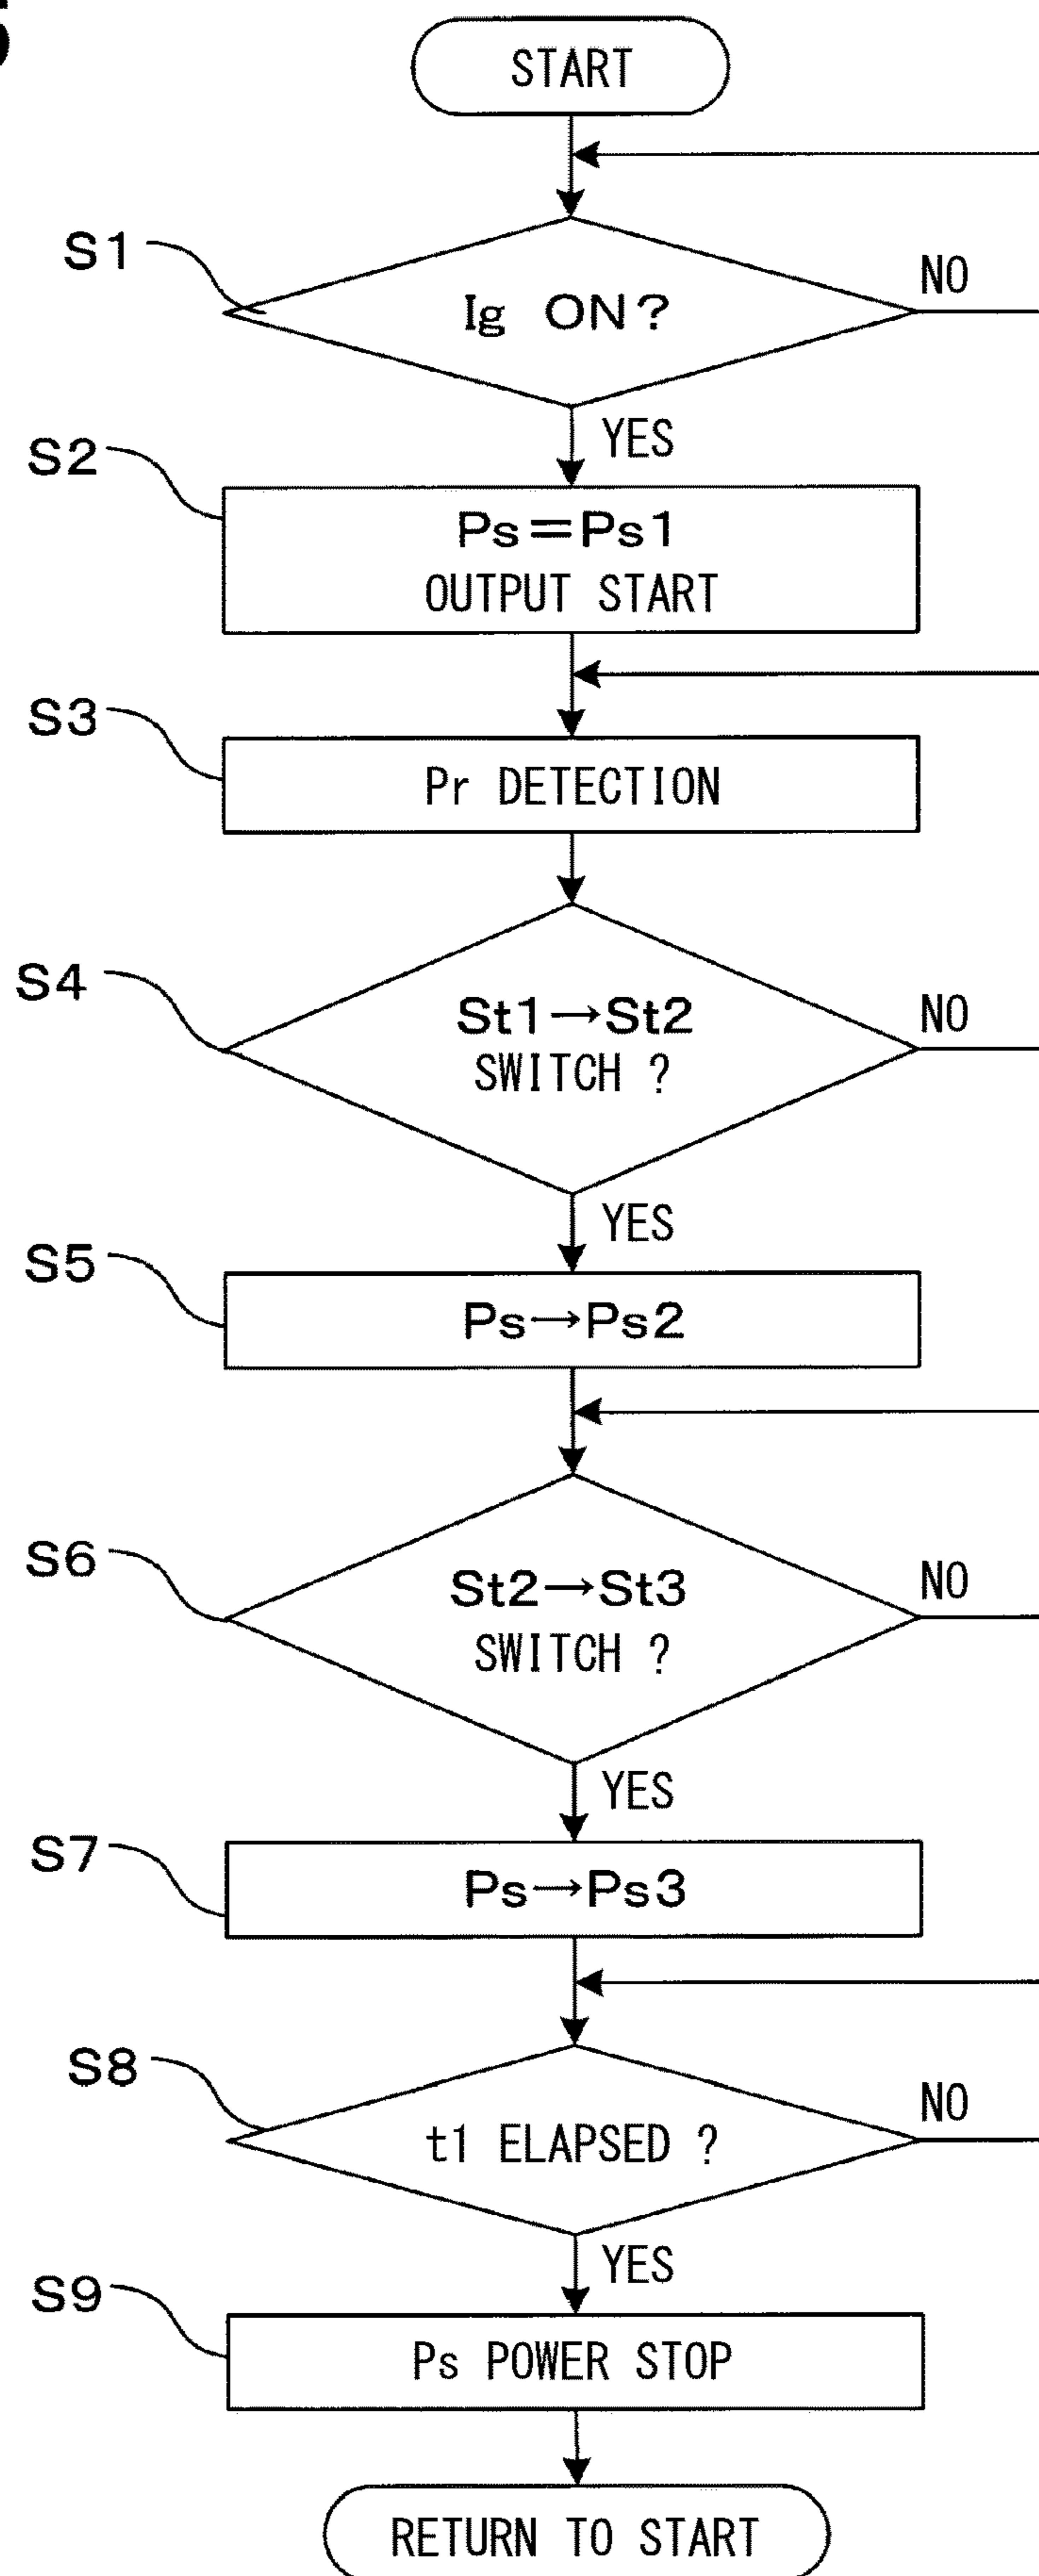 START
S1
Ig ON?
NO
YES
S2
Ps=Ps1
OUTPUT START
S3
Pr DETECTION
S4
St1→St2
SWITCH ?
NO
YES
S5
Ps→Ps2
S6
St2→St3
SWITCH ?
NO
YES
S7
Ps→Ps3
S8
t1 ELAPSED ?
NO
YES
S9
Ps POWER STOP
RETURN TO START